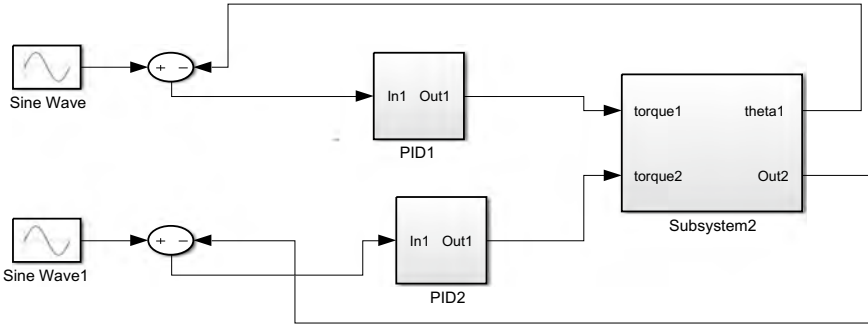 + −
Sine Wave
In1 Out1
PID1
torque1 theta1
torque2 Out2
Subsystem2
+ −
Sine Wave1
In1 Out1
PID2